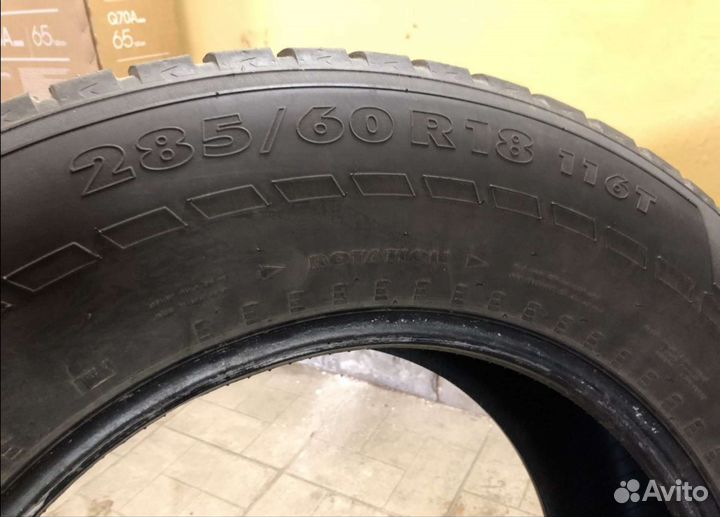 Q70A
65
65
285/60 R18 116T
ROTATION
Avito